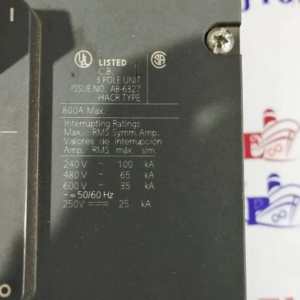 I
UL LISTED SA
C.B.
3 POLE UNIT
ISSUE NO. AB-6327
HACR TYPE
800A Max.
Interrupting Ratings
Max. RMS Symm. Amp.
Valores de Interrupción
Amp. RMS máx. sim.
240 V ~ 100 kA
480 V ~ 65 kA
600 V ~ 35 kA
~ = 50/60 Hz
250V ⎓ 25 kA
O